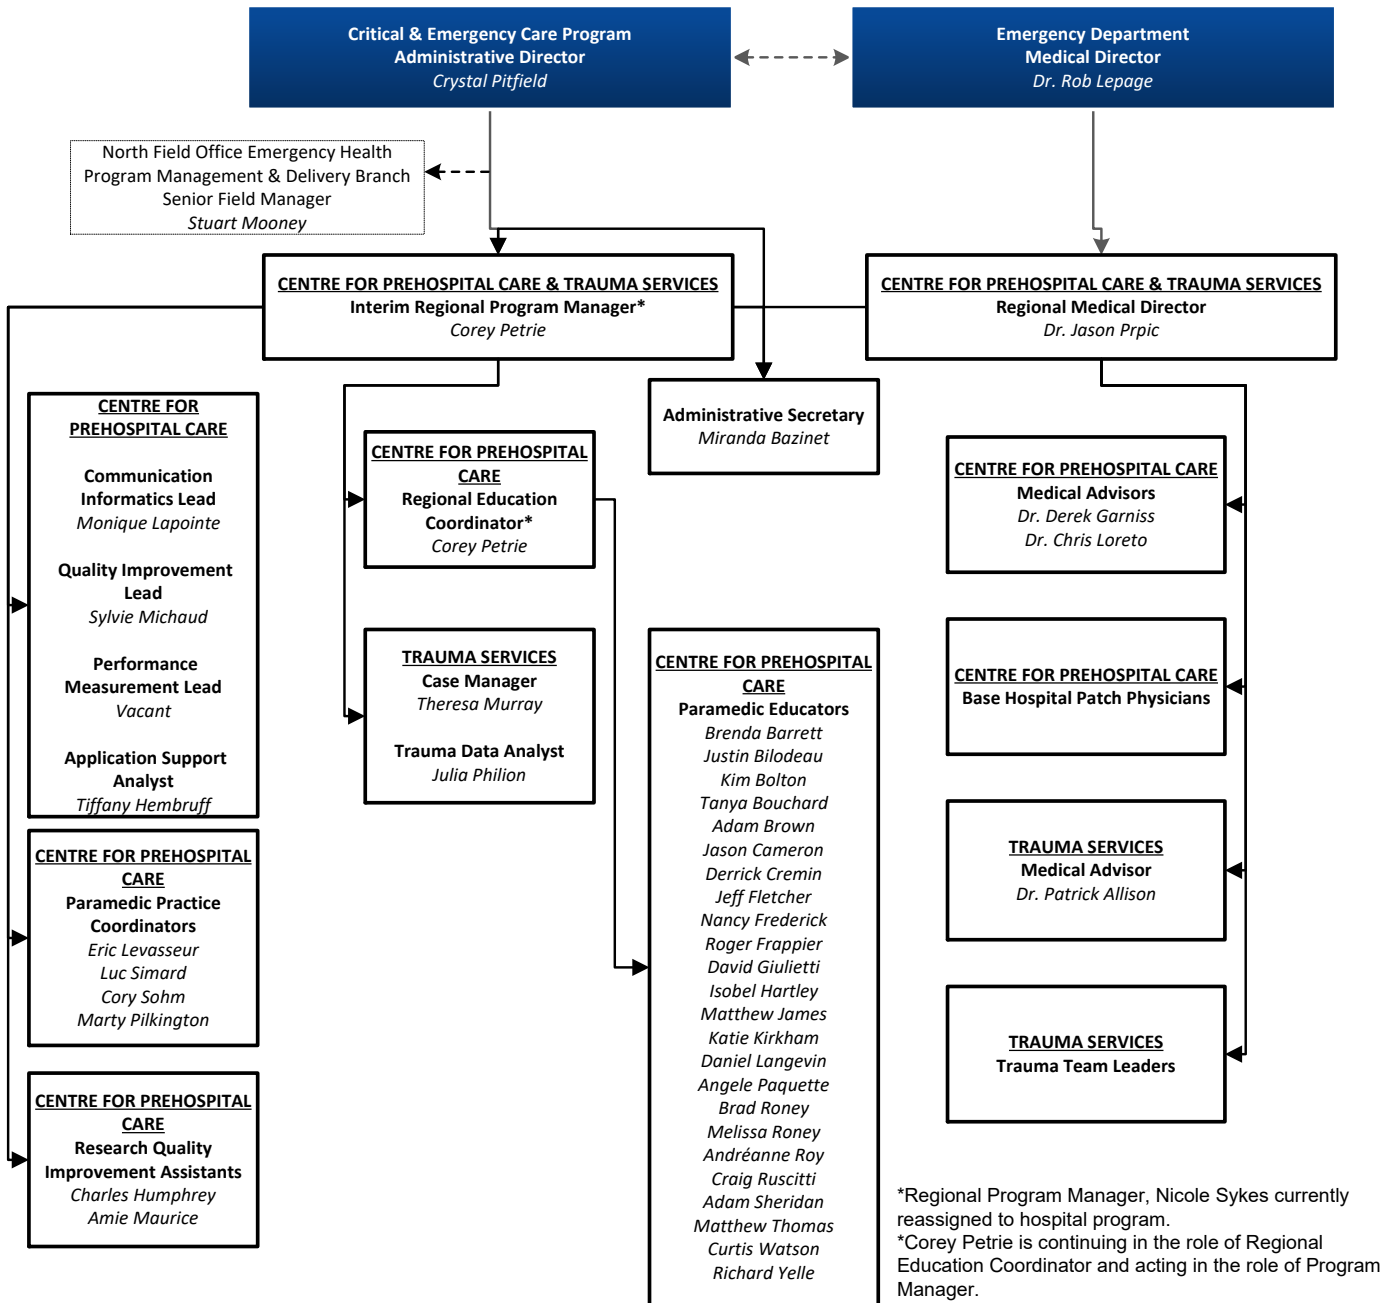 Critical & Emergency Care Program
Administrative Director
Crystal Pitfield
Emergency Department
Medical Director
Dr. Rob Lepage
North Field Office Emergency Health
Program Management & Delivery Branch
Senior Field Manager
Stuart Mooney
CENTRE FOR PREHOSPITAL CARE & TRAUMA SERVICES
Interim Regional Program Manager*
Corey Petrie
CENTRE FOR PREHOSPITAL CARE & TRAUMA SERVICES
Regional Medical Director
Dr. Jason Prpic
CENTRE FOR
PREHOSPITAL CARE
Communication
Informatics Lead
Monique Lapointe
Quality Improvement
Lead
Sylvie Michaud
Performance
Measurement Lead
Vacant
Application Support
Analyst
Tiffany Hembruff
CENTRE FOR PREHOSPITAL
CARE
Paramedic Practice
Coordinators
Eric Levasseur
Luc Simard
Cory Sohm
Marty Pilkington
CENTRE FOR PREHOSPITAL
CARE
Research Quality
Improvement Assistants
Charles Humphrey
Amie Maurice
CENTRE FOR PREHOSPITAL
CARE
Regional Education
Coordinator*
Corey Petrie
TRAUMA SERVICES
Case Manager
Theresa Murray
Trauma Data Analyst
Julia Philion
Administrative Secretary
Miranda Bazinet
CENTRE FOR PREHOSPITAL
CARE
Paramedic Educators
Brenda Barrett
Justin Bilodeau
Kim Bolton
Tanya Bouchard
Adam Brown
Jason Cameron
Derrick Cremin
Jeff Fletcher
Nancy Frederick
Roger Frappier
David Giulietti
Isobel Hartley
Matthew James
Katie Kirkham
Daniel Langevin
Angele Paquette
Brad Roney
Melissa Roney
Andréanne Roy
Craig Ruscitti
Adam Sheridan
Matthew Thomas
Curtis Watson
Richard Yelle
CENTRE FOR PREHOSPITAL CARE
Medical Advisors
Dr. Derek Garniss
Dr. Chris Loreto
CENTRE FOR PREHOSPITAL CARE
Base Hospital Patch Physicians
TRAUMA SERVICES
Medical Advisor
Dr. Patrick Allison
TRAUMA SERVICES
Trauma Team Leaders
*Regional Program Manager, Nicole Sykes currently
reassigned to hospital program.
*Corey Petrie is continuing in the role of Regional
Education Coordinator and acting in the role of Program
Manager.